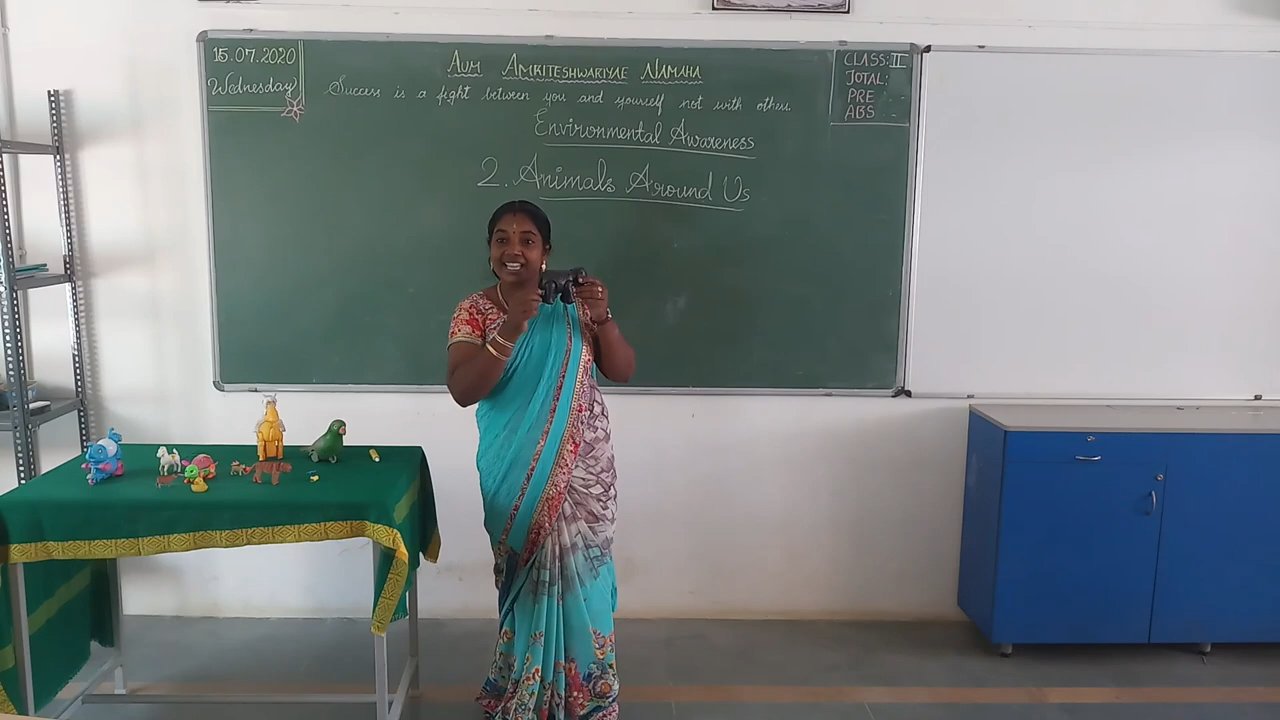 15.07.2020
Wednesday
AUM AMRITESHWARIYAE NAMAHA
Success is a fight between you and yourself not with others
Environmental Awareness
2. Animals Around Us
CLASS: II
TOTAL:
PRE -
ABS -